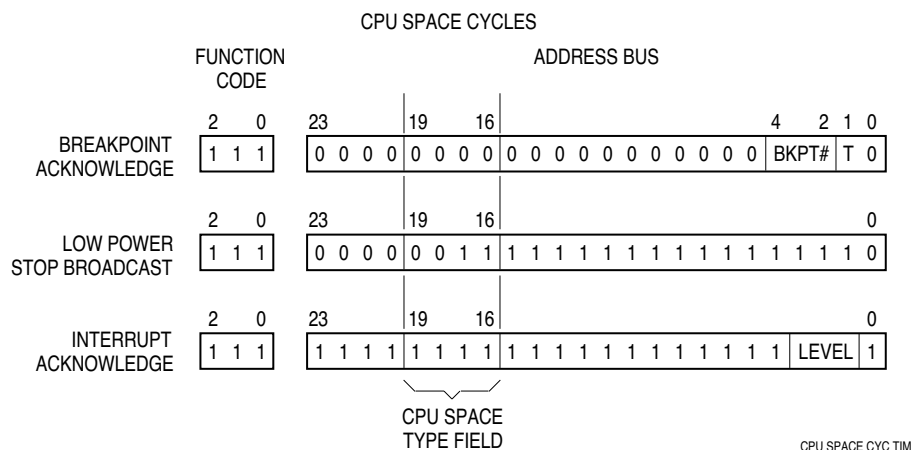 CPU SPACE CYCLES
FUNCTION
CODE
ADDRESS BUS
2 0 23 19 16 4 2 1 0
BREAKPOINT
ACKNOWLEDGE
1 1 1 0 0 0 0 0 0 0 0 0 0 0 0 0 0 0 0 0 0 0 BKPT# T 0
2 0 23 19 16 0
LOW POWER
STOP BROADCAST
1 1 1 0 0 0 0 0 0 1 1 1 1 1 1 1 1 1 1 1 1 1 1 1 1 1 0
2 0 23 19 16 0
INTERRUPT
ACKNOWLEDGE
1 1 1 1 1 1 1 1 1 1 1 1 1 1 1 1 1 1 1 1 1 1 1 LEVEL 1
CPU SPACE
TYPE FIELD
CPU SPACE CYC TIM